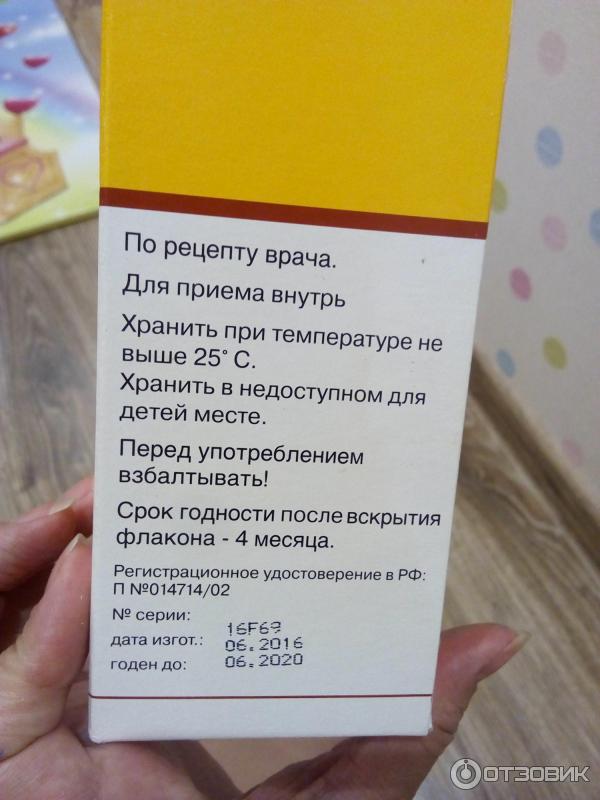 По рецепту врача.
Для приема внутрь
Хранить при температуре не
выше 25° С.
Хранить в недоступном для
детей месте.
Перед употреблением
взбалтывать!
Срок годности после вскрытия
флакона - 4 месяца.
Регистрационное удостоверение в РФ:
П №014714/02
№ серии: 16F69
дата изгот.: 06.2016
годен до: 06.2020
ОТЗОВИК